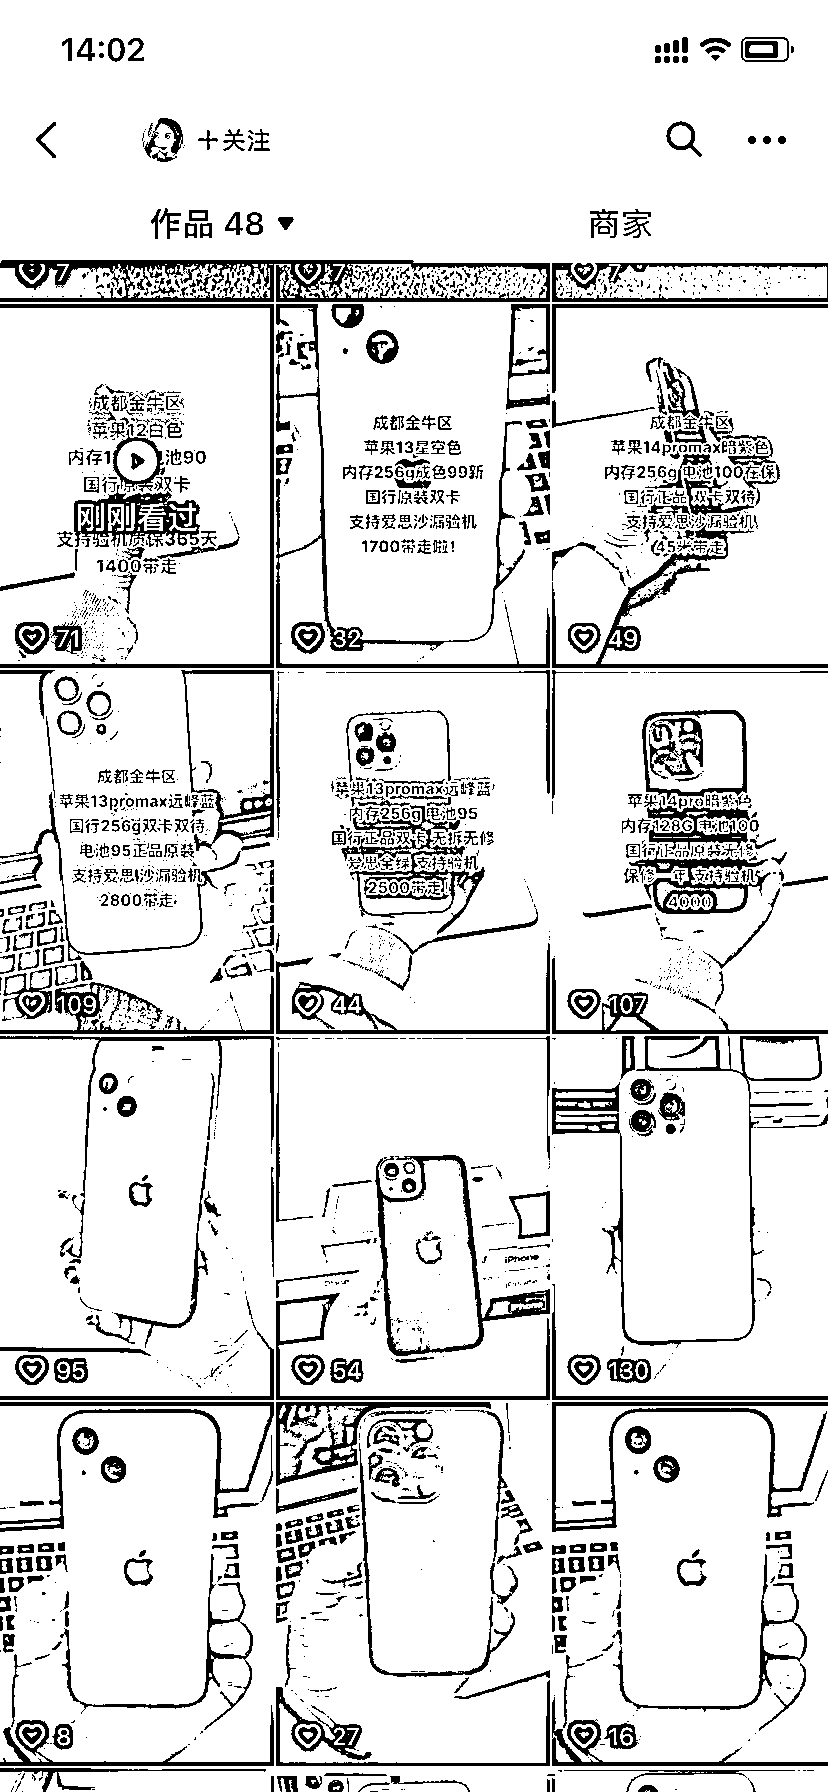 14:02
十关注
作品 48 ▼
商家
7
7
7
成都金牛区
苹果12白色
内存1 池90
国行原装双卡
刚刚看过
支持验机质保365天
1400带走
71
成都金牛区
苹果13星空色
内存256g成色99新
国行原装双卡
支持爱思沙漏验机
1700带走啦！
32
成都金牛区
苹果14promax暗紫色
内存256g 电池100在保
国行正品 双卡双待
支持爱思沙漏验机
45米带走
49
成都金牛区
苹果13promax远峰蓝
国行256g双卡双待
电池95正品原装
支持爱思沙漏验机
2800带走
109
苹果13promax远峰蓝
内存256g 电池95
国行正品双卡 无拆无修
爱思全绿 支持验机
2500带走！
44
苹果14pro暗紫色
内存128G 电池100
国行正品原装无修
保修一年 支持验机
4000
107
95
iPhone
54
130
8
27
16